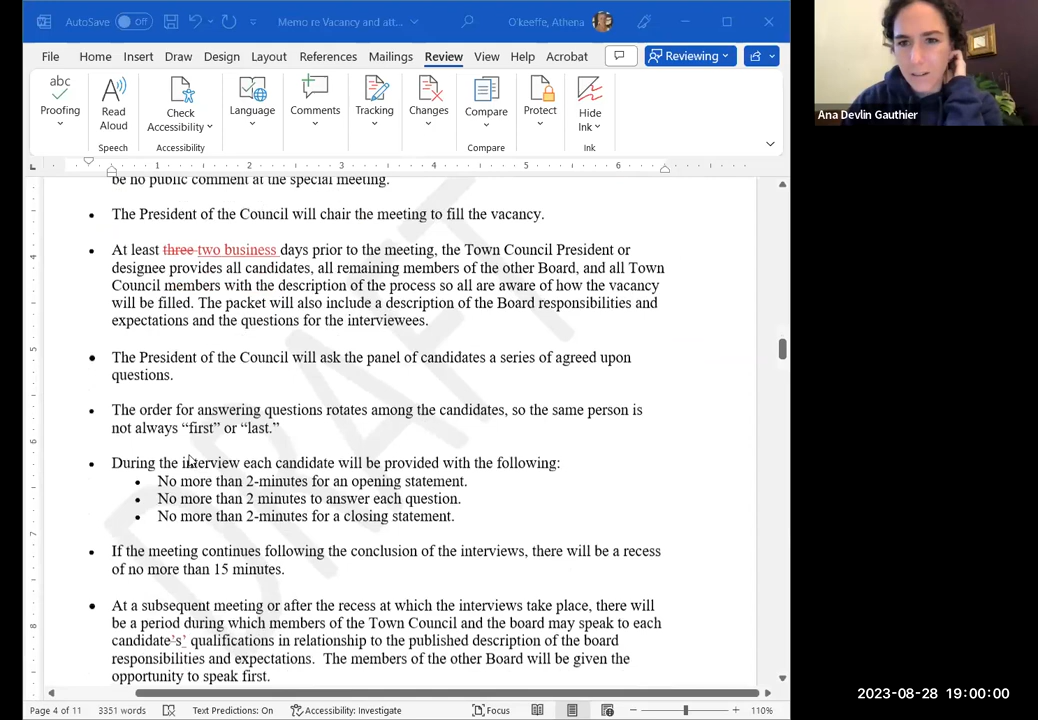 AutoSave Off Memo re Vacancy and att... O'keeffe, Athena
File Home Insert Draw Design Layout References Mailings Review View Help Acrobat Reviewing
abc
Proofing Read Aloud Check Accessibility Language Comments Tracking Changes Compare Protect Hide Ink
Speech Accessibility Compare Ink
1 2 3 4 5 6
be no public comment at the special meeting.
• The President of the Council will chair the meeting to fill the vacancy.
• At least three two business days prior to the meeting, the Town Council President or
designee provides all candidates, all remaining members of the other Board, and all Town
Council members with the description of the process so all are aware of how the vacancy
will be filled. The packet will also include a description of the Board responsibilities and
expectations and the questions for the interviewees.
• The President of the Council will ask the panel of candidates a series of agreed upon
questions.
• The order for answering questions rotates among the candidates, so the same person is
not always “first” or “last.”
• During the interview each candidate will be provided with the following:
• No more than 2-minutes for an opening statement.
• No more than 2 minutes to answer each question.
• No more than 2-minutes for a closing statement.
• If the meeting continues following the conclusion of the interviews, there will be a recess
of no more than 15 minutes.
• At a subsequent meeting or after the recess at which the interviews take place, there will
be a period during which members of the Town Council and the board may speak to each
candidate's' qualifications in relationship to the published description of the board
responsibilities and expectations. The members of the other Board will be given the
opportunity to speak first.
DRAFT
4
5
6
7
8
Page 4 of 11 3351 words Text Predictions: On Accessibility: Investigate Focus 110%
Ana Devlin Gauthier
2023-08-28 19:00:00